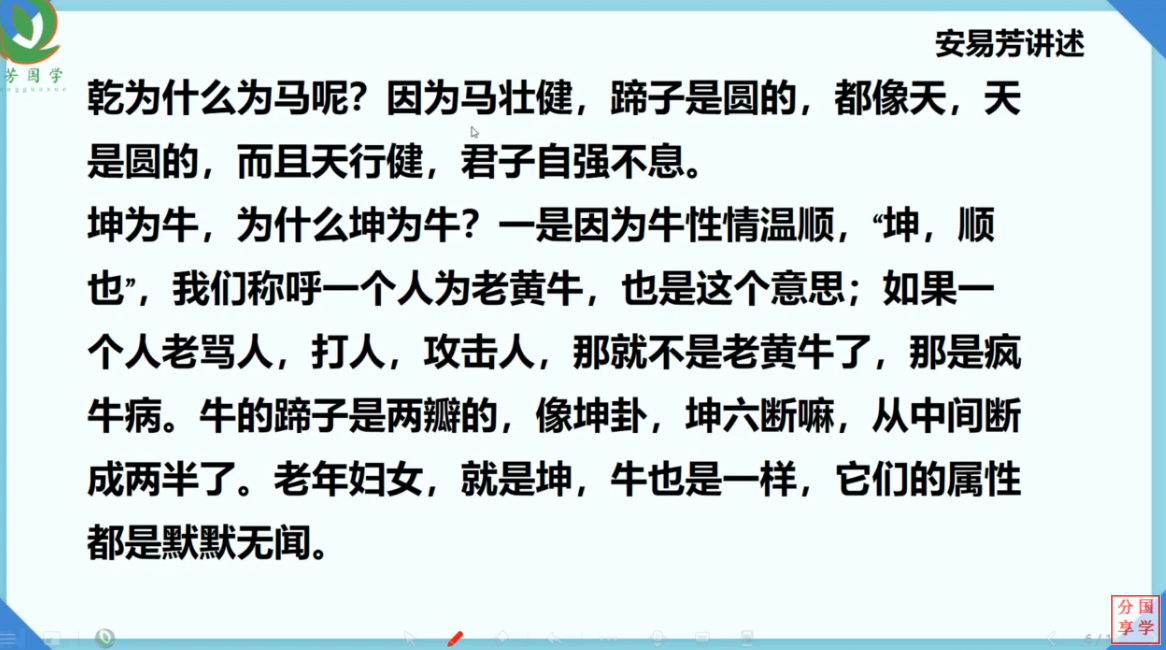 安易芳讲述
芳国学
乾为什么为马呢？因为马壮健，蹄子是圆的，都像天，天
是圆的，而且天行健，君子自强不息。
坤为牛，为什么坤为牛？一是因为牛性情温顺，“坤，顺
也”，我们称呼一个人为老黄牛，也是这个意思；如果一
个人老骂人，打人，攻击人，那就不是老黄牛了，那是疯
牛病。牛的蹄子是两瓣的，像坤卦，坤六断嘛，从中间断
成两半了。老年妇女，就是坤，牛也是一样，它们的属性
都是默默无闻。
分国
享学